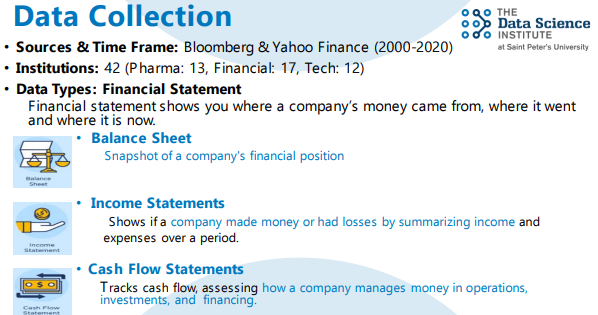 Data Collection
THE
Data Science
INSTITUTE
at Saint Peter's University
• Sources & Time Frame: Bloomberg & Yahoo Finance (2000-2020)
• Institutions: 42 (Pharma: 13, Financial: 17, Tech: 12)
• Data Types: Financial Statement
Financial statement shows you where a company's money came from, where it went
and where it is now.
• Balance Sheet
Snapshot of a company's financial position
Balance
Sheet
• Income Statements
Shows if a company made money or had losses by summarizing income and
expenses over a period.
Income
Statement
• Cash Flow Statements
Tracks cash flow, assessing how a company manages money in operations,
investments, and financing.
Cash Flow
Statement